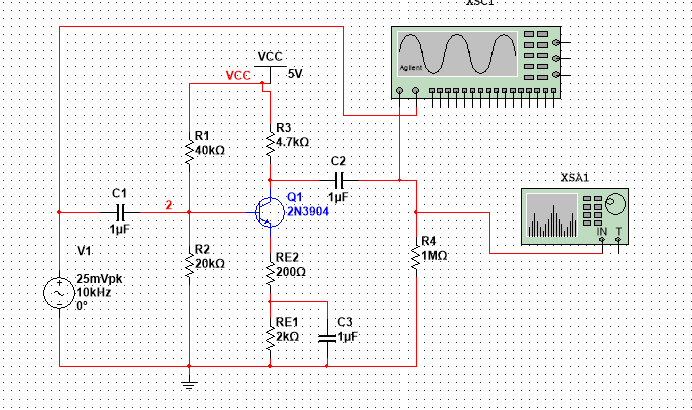 XSC1
VCC
5V
VCC
Agilent
R1
40kΩ
R3
4.7kΩ
C2
1µF
XSA1
IN T
C1
1µF
2
Q1
2N3904
R4
1MΩ
V1
25mVpk
10kHz
0°
R2
20kΩ
RE2
200Ω
RE1
2kΩ
C3
1µF